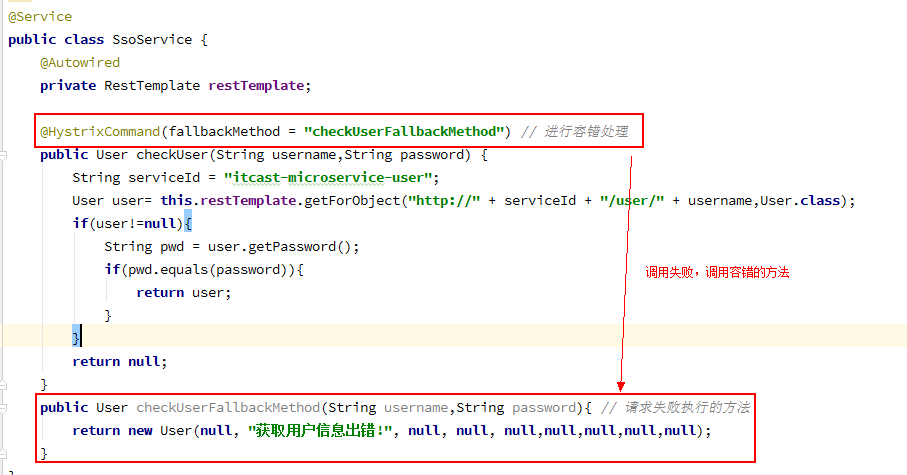 @Service
public class SsoService {
@Autowired
private RestTemplate restTemplate;
@HystrixCommand(fallbackMethod = "checkUserFallbackMethod") // 进行容错处理
public User checkUser(String username,String password) {
String serviceId = "itcast-microservice-user";
User user= this.restTemplate.getForObject("http://" + serviceId + "/user/" + username,User.class);
if(user!=null){
String pwd = user.getPassword();
if(pwd.equals(password)){
调用失败，调用容错的方法
return user;
}
}
return null;
}
public User checkUserFallbackMethod(String username,String password){ // 请求失败执行的方法
return new User(null, "获取用户信息出错!", null, null, null,null,null,null,null);
}